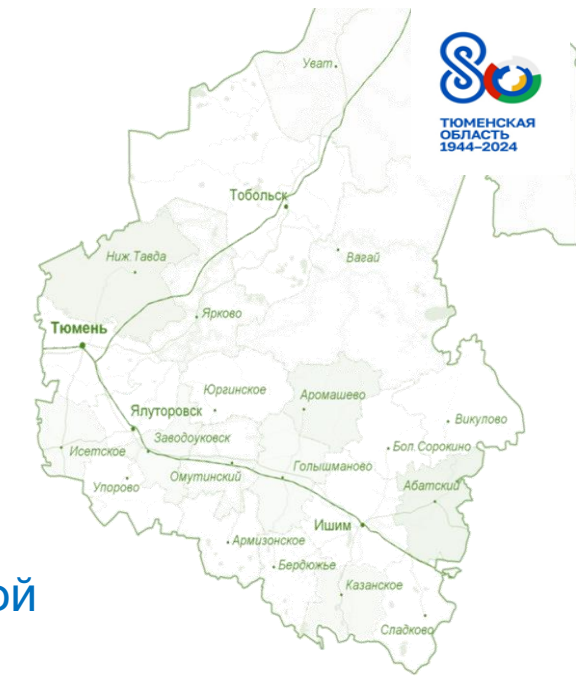 Уват
ТЮМЕНСКАЯ
ОБЛАСТЬ
1944–2024
Тобольск
Вагай
Ниж.Тавда
Ярково
Тюмень
Юргинское
Аромашево
Ялуторовск
Викулово
Заводоуковск
Бол.Сорокино
Исетское
Голышманово
Омутинский
Упорово
Абатский
Ишим
Армизонское
Бердюжье
Казанское
ой
Сладково